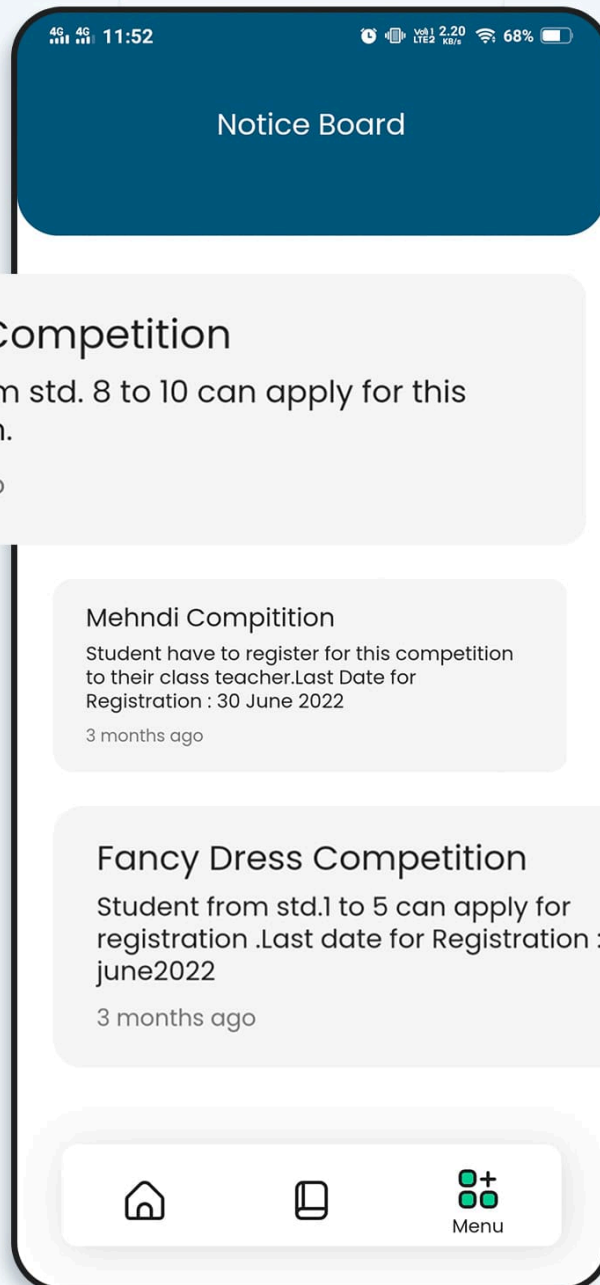 4G 4G 11:52 Vo) 1 LTE2 2.20 KB/s 68%
Notice Board
Competition
std. 8 to 10 can apply for this
Mehndi Compitition
Student have to register for this competition
to their class teacher.Last Date for
Registration : 30 June 2022
3 months ago
Fancy Dress Competition
Student from std.1 to 5 can apply for
registration .Last date for Registration :
june2022
3 months ago
Menu